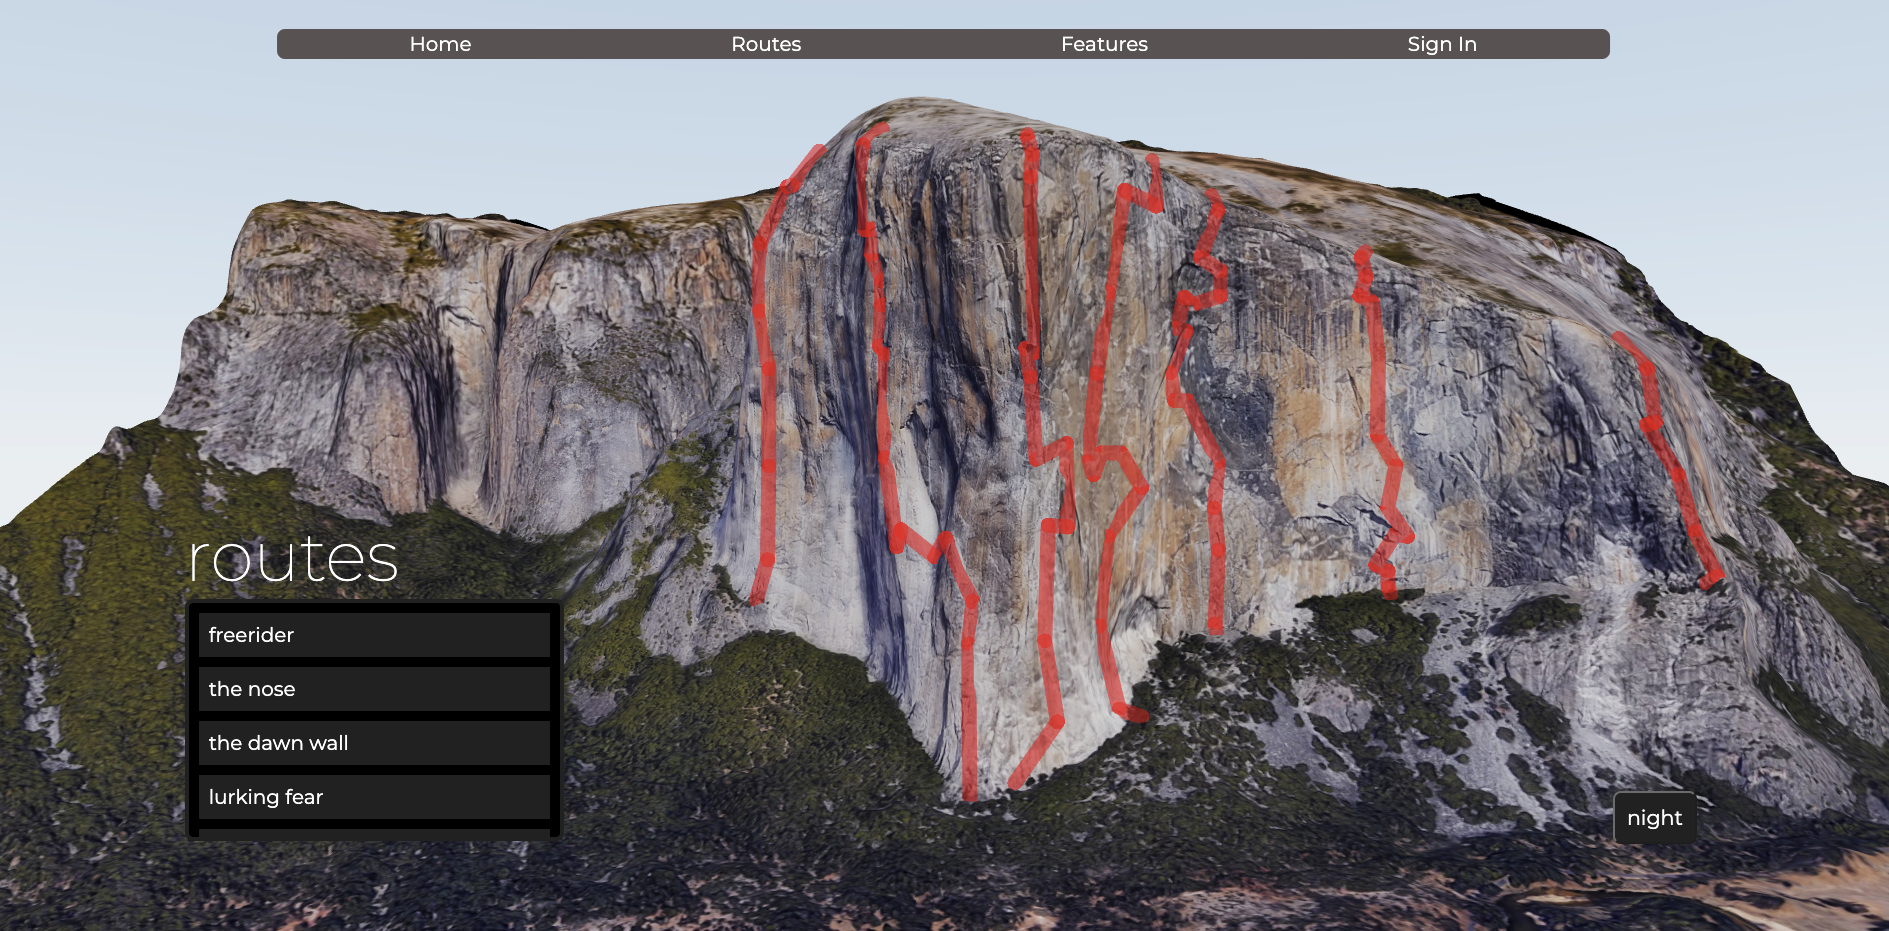 Home Routes Features Sign In
routes
freerider
the nose
the dawn wall
lurking fear
night